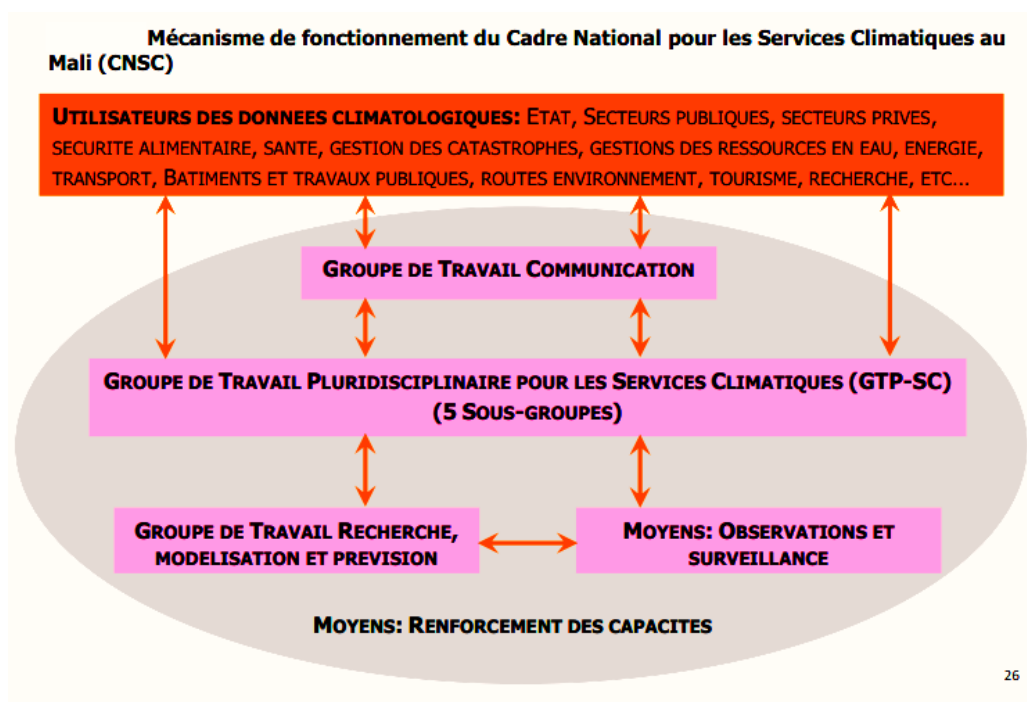 Mécanisme de fonctionnement du Cadre National pour les Services Climatiques au
Mali (CNSC)
UTILISATEURS DES DONNEES CLIMATOLOGIQUES: ETAT, SECTEURS PUBLIQUES, SECTEURS PRIVES,
SECURITE ALIMENTAIRE, SANTE, GESTION DES CATASTROPHES, GESTIONS DES RESSOURCES EN EAU, ENERGIE,
TRANSPORT, BATIMENTS ET TRAVAUX PUBLIQUES, ROUTES ENVIRONNEMENT, TOURISME, RECHERCHE, ETC...
GROUPE DE TRAVAIL COMMUNICATION
GROUPE DE TRAVAIL PLURIDISCIPLINAIRE POUR LES SERVICES CLIMATIQUES (GTP-SC)
(5 SOUS-GROUPES)
GROUPE DE TRAVAIL RECHERCHE,
MODELISATION ET PREVISION
MOYENS: OBSERVATIONS ET
SURVEILLANCE
MOYENS: RENFORCEMENT DES CAPACITES
26